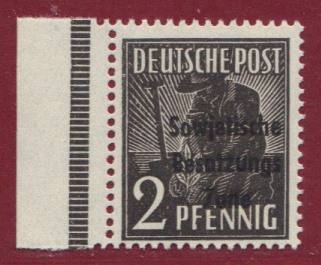 DEUTSCHE POST
Sowjetische
Besatzungs
Zone
2 PFENNIG